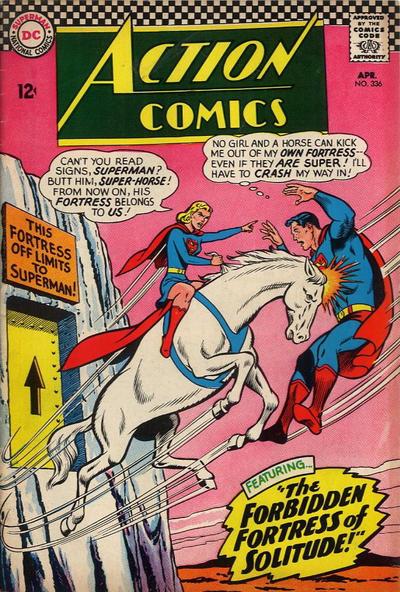 SUPERMAN
DC
NATIONAL COMICS
ACTION
COMICS
12¢
APPROVED
BY THE
COMICS
CODE
AUTHORITY
APR.
NO. 336
CAN'T YOU READ
SIGNS, SUPERMAN?
BUTT HIM, SUPER-HORSE!
FROM NOW ON, HIS
FORTRESS BELONGS
TO US!
NO GIRL AND A HORSE CAN KICK
ME OUT OF MY OWN FORTRESS--
EVEN IF THEY ARE SUPER! I'LL
HAVE TO CRASH MY WAY IN!
THIS
FORTRESS
OFF LIMITS
TO
SUPERMAN!
FEATURING...
"The
FORBIDDEN
FORTRESS of
SOLITUDE!"